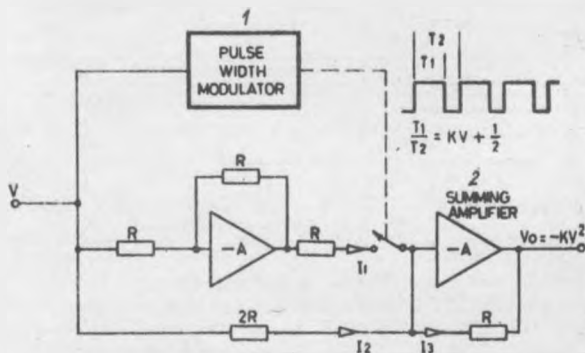 1
PULSE
WIDTH
MODULATOR
T2
T1
T1/T2 = KV + 1/2
2
SUMMING
AMPLIFIER
V
R
R
-A
R
I1
-A
Vo = -KV²
2R
I2
I3
R